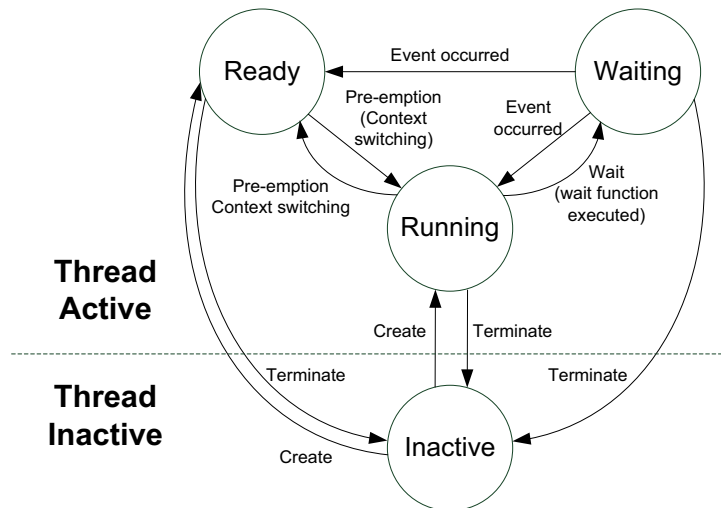 Ready
Event occurred
Waiting
Pre-emption
(Context
switching)
Event
occurred
Pre-emption
Context switching
Wait
(wait function
executed)
Running
Thread
Active
Create
Terminate
Terminate
Terminate
Thread
Inactive
Inactive
Create